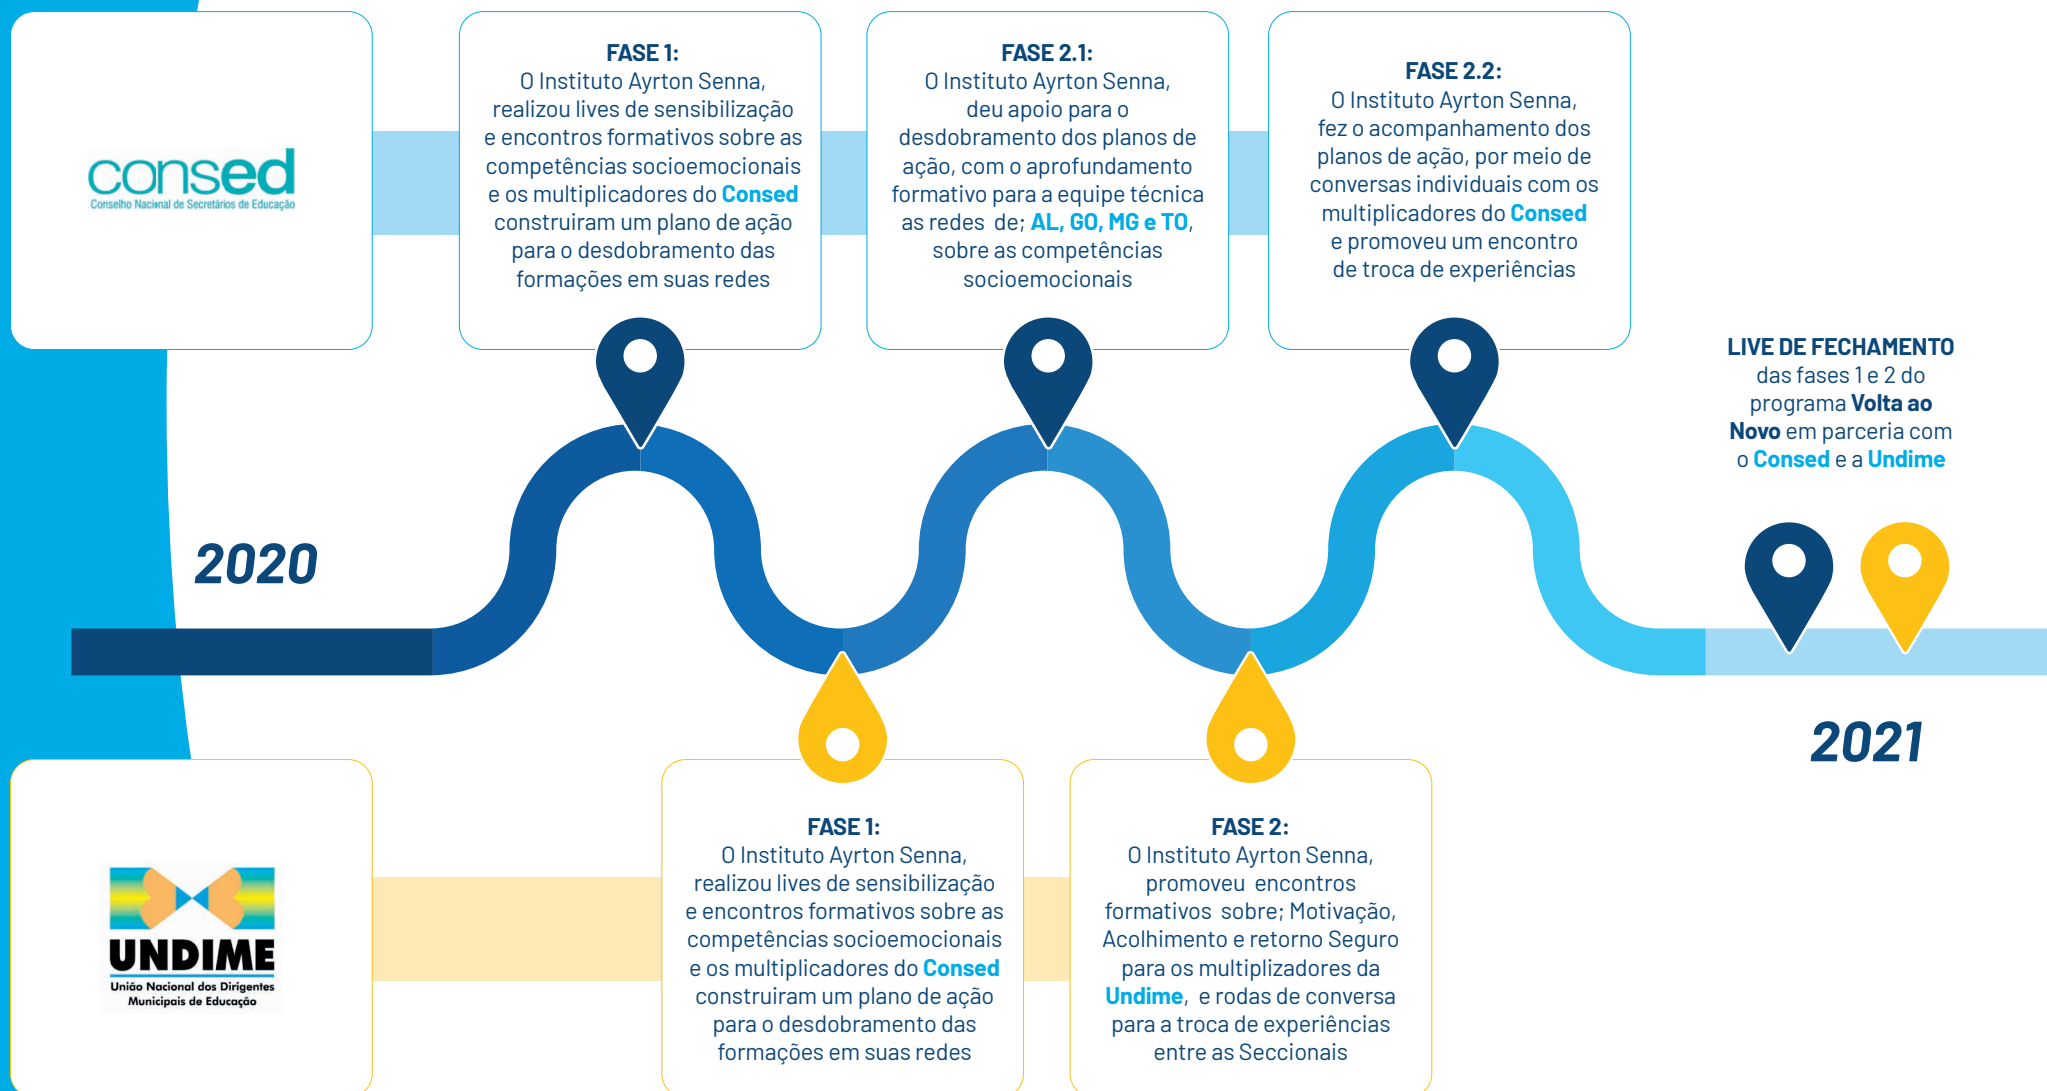 consed
Conselho Nacional de Secretários de Educação
FASE 1:
O Instituto Ayrton Senna,
realizou lives de sensibilização
e encontros formativos sobre as
competências socioemocionais
e os multiplicadores do Consed
construiram um plano de ação
para o desdobramento das
formações em suas redes
FASE 2.1:
O Instituto Ayrton Senna,
deu apoio para o
desdobramento dos planos de
ação, com o aprofundamento
formativo para a equipe técnica
as redes de; AL, GO, MG e TO,
sobre as competências
socioemocionais
FASE 2.2:
O Instituto Ayrton Senna,
fez o acompanhamento dos
planos de ação, por meio de
conversas individuais com os
multiplicadores do Consed
e promoveu um encontro
de troca de experiências
LIVE DE FECHAMENTO
das fases 1 e 2 do
programa Volta ao
Novo em parceria com
o Consed e a Undime
2020
2021
UNDIME
União Nacional dos Dirigentes
Municipais de Educação
FASE 1:
O Instituto Ayrton Senna,
realizou lives de sensibilização
e encontros formativos sobre as
competências socioemocionais
e os multiplicadores do Consed
construiram um plano de ação
para o desdobramento das
formações em suas redes
FASE 2:
O Instituto Ayrton Senna,
promoveu encontros
formativos sobre; Motivação,
Acolhimento e retorno Seguro
para os multiplizadores da
Undime, e rodas de conversa
para a troca de experiências
entre as Seccionais